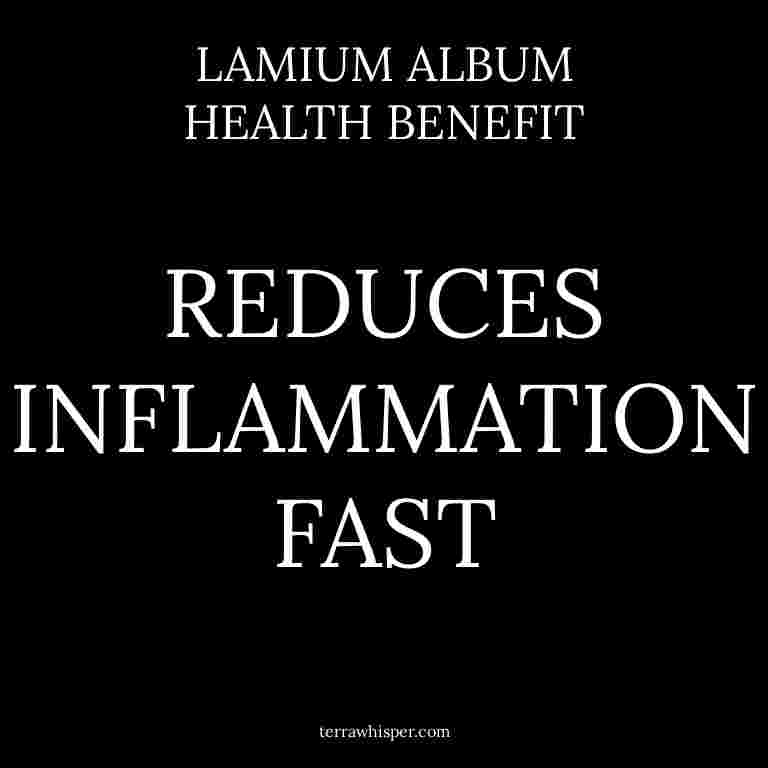 LAMIUM ALBUM
HEALTH BENEFIT
REDUCES
INFLAMMATION
FAST
terrawhisper.com